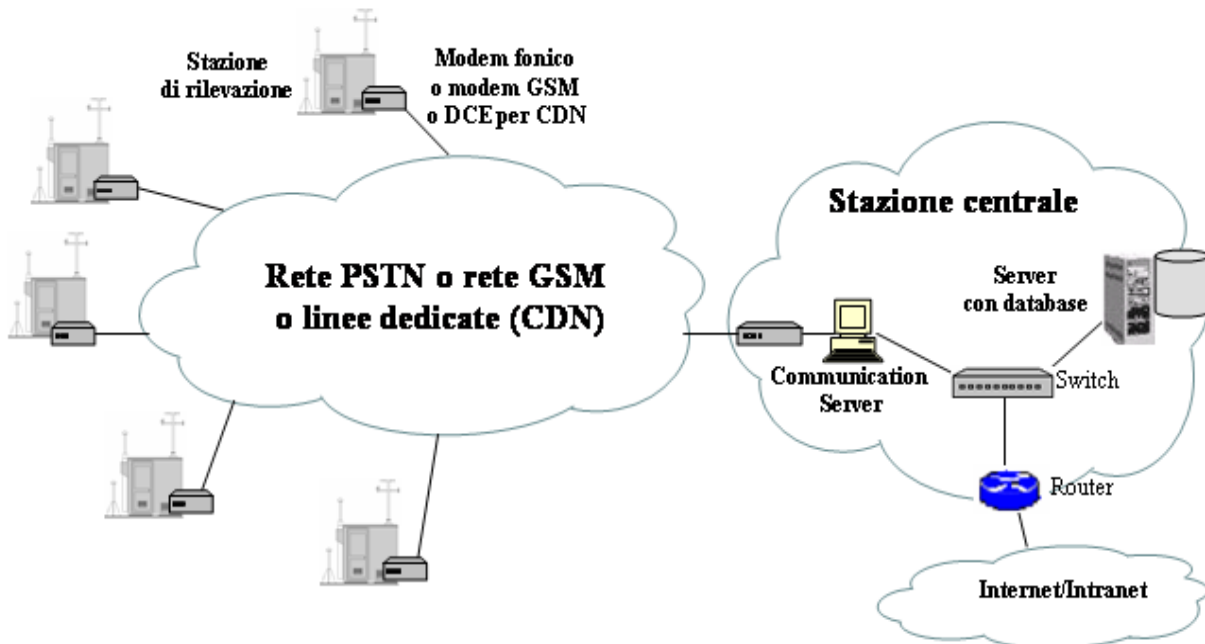 Stazione
di rilevazione
Modem fonico
o modem GSM
o DCE per CDN
Rete PSTN o rete GSM
o linee dedicate (CDN)
Stazione centrale
Server
con database
Communication
Server
Switch
Router
Internet/Intranet